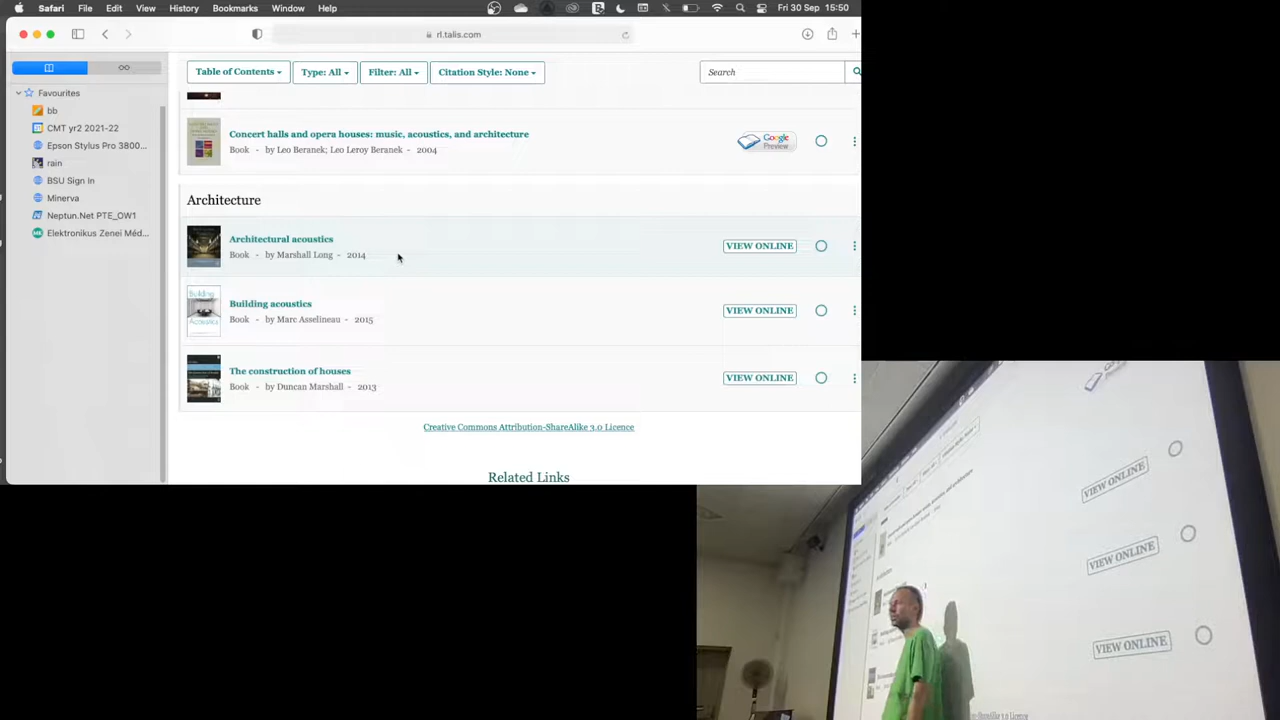 Safari File Edit View History Bookmarks Window Help Fri 30 Sep 15:50
rl.talis.com
Table of Contents Type: All Filter: All Citation Style: None Search
Favourites
bb
CMT yr2 2021-22
Epson Stylus Pro 3800...
rain
BSU Sign In
Minerva
Neptun.Net PTE_OW1
Elektronikus Zenei Méd...
Concert halls and opera houses: music, acoustics, and architecture
Book - by Leo Beranek; Leo Leroy Beranek - 2004
Google Preview
Architecture
Architectural acoustics
Book - by Marshall Long - 2014
VIEW ONLINE
Building acoustics
Book - by Marc Asselineau - 2015
VIEW ONLINE
The construction of houses
Book - by Duncan Marshall - 2013
VIEW ONLINE
Creative Commons Attribution-ShareAlike 3.0 Licence
Related Links
VIEW ONLINE
VIEW ONLINE
VIEW ONLINE